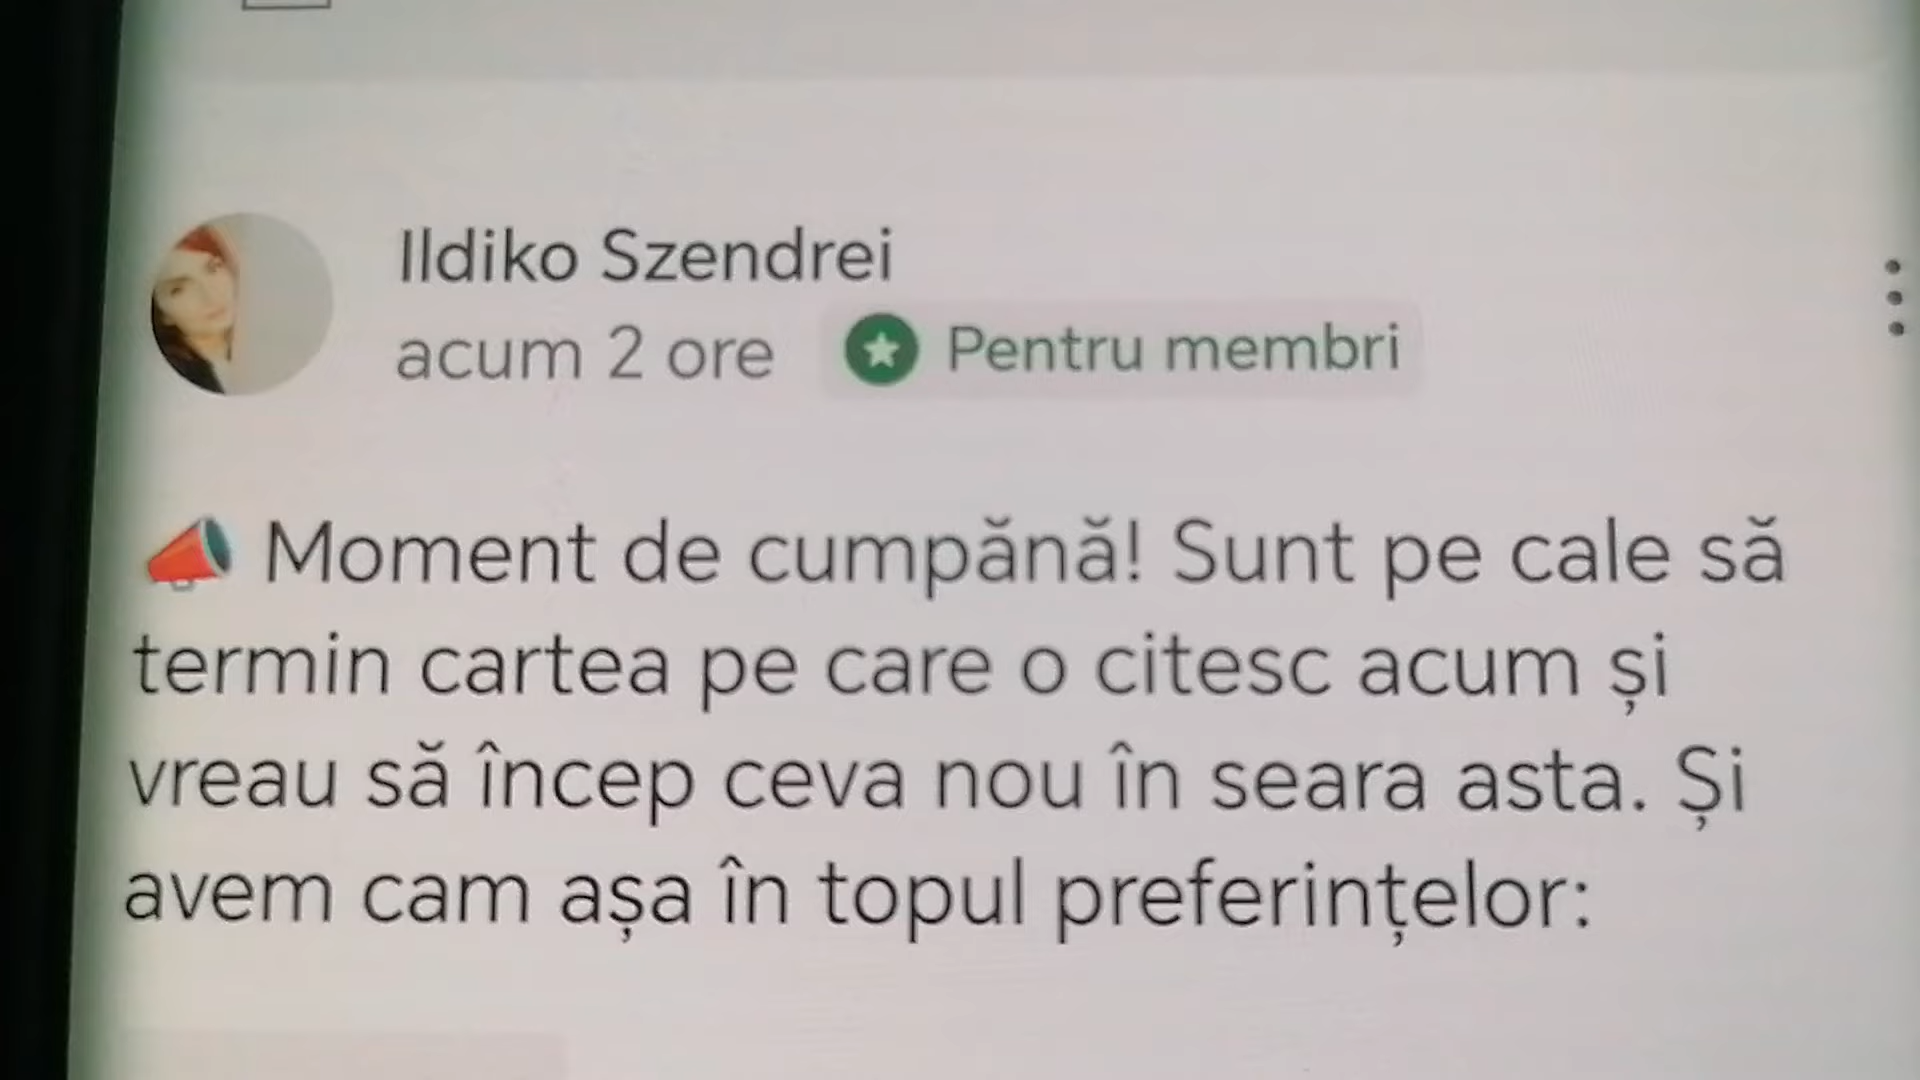 Ildiko Szendrei
acum 2 ore Pentru membri
📣 Moment de cumpănă! Sunt pe cale să
termin cartea pe care o citesc acum și
vreau să încep ceva nou în seara asta. Și
avem cam așa în topul preferințelor: